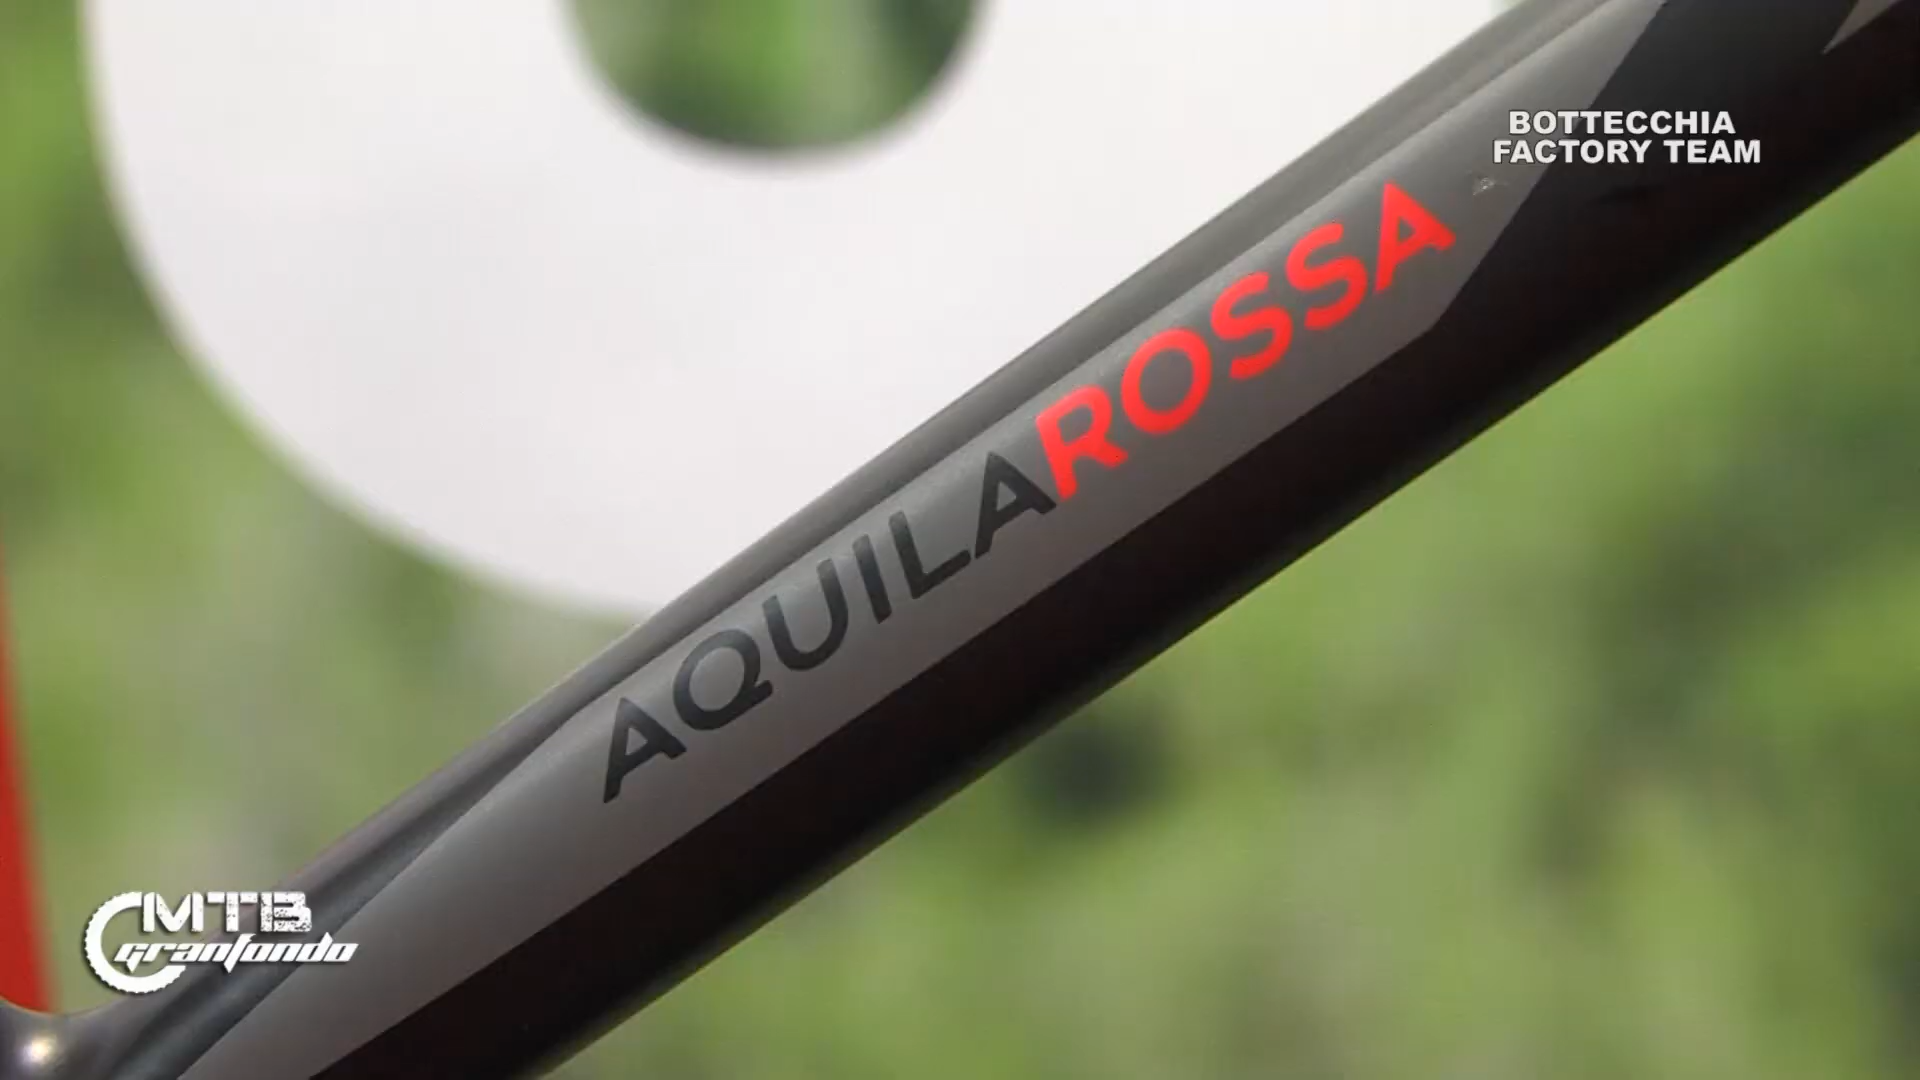 BOTTECCHIA
FACTORY TEAM
AQUILAROSSA
MTB
granfondo